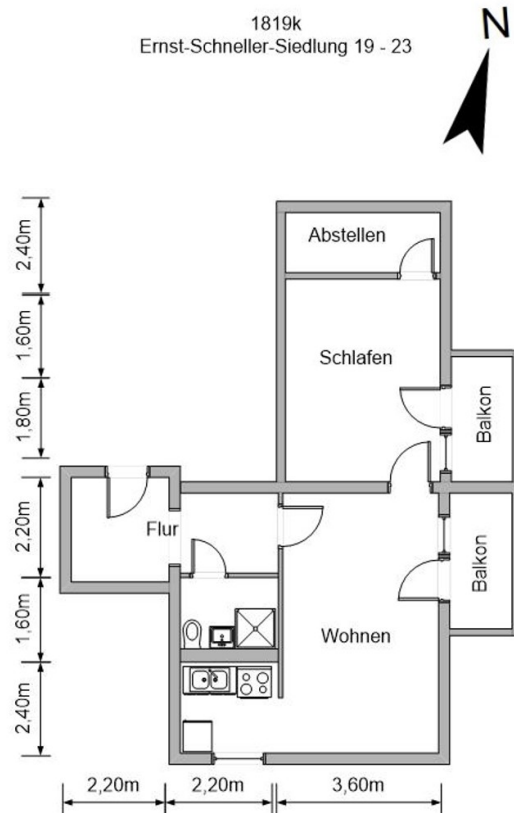 1819k
Ernst-Schneller-Siedlung 19 - 23
N
2,40m
1,60m
1,80m
2,20m
1,60m
2,40m
Abstellen
Schlafen
Balkon
Flur
Balkon
Wohnen
2,20m
2,20m
3,60m